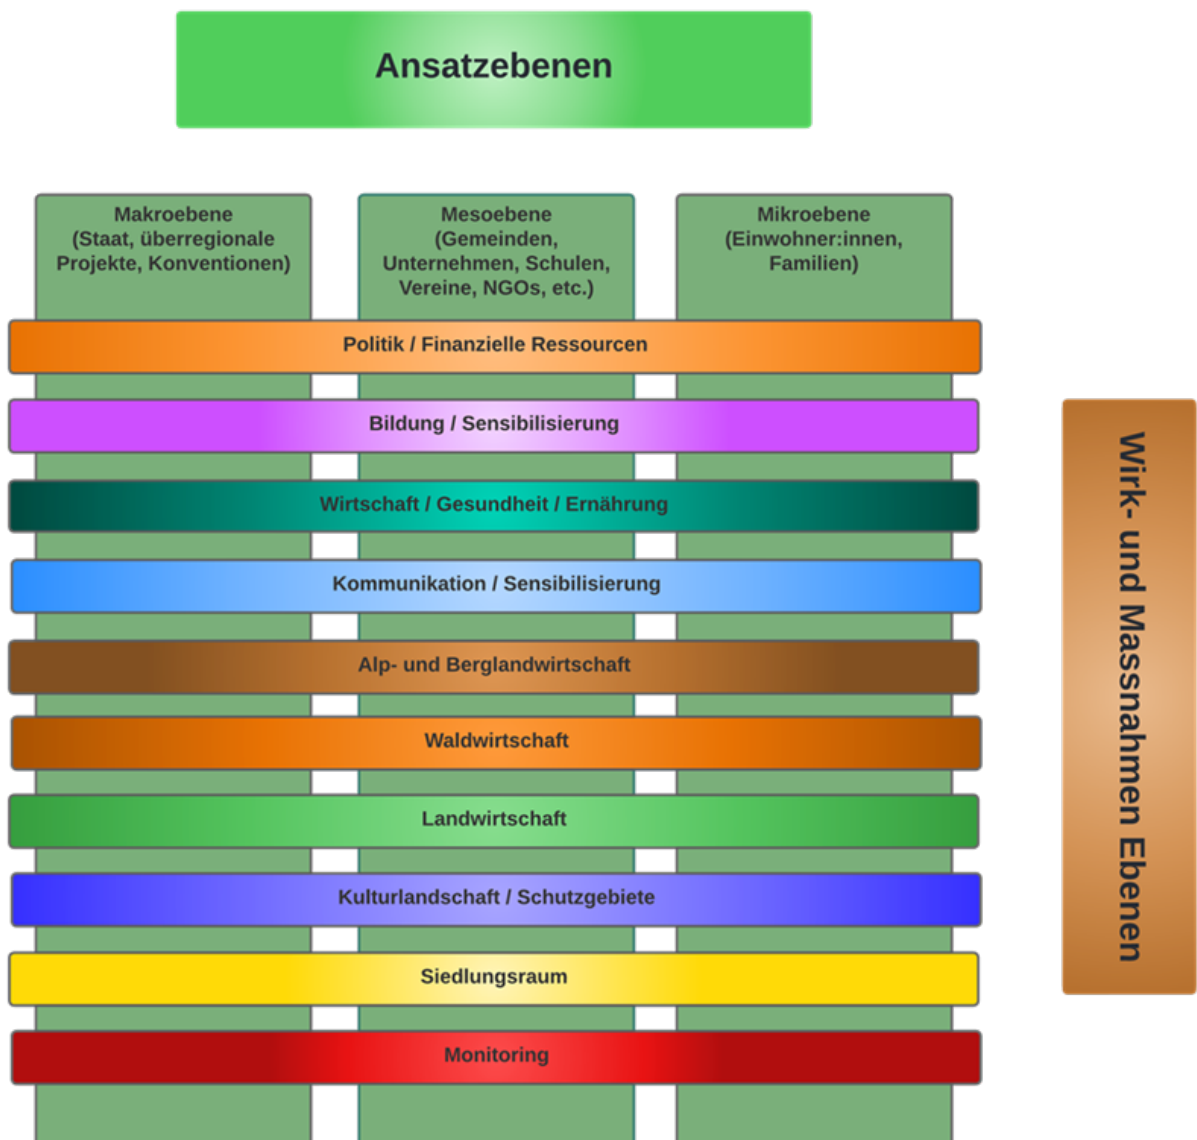 Ansatzebenen
Makroebene
(Staat, überregionale
Projekte, Konventionen)
Mesoebene
(Gemeinden,
Unternehmen, Schulen,
Vereine, NGOs, etc.)
Mikroebene
(Einwohner:innen,
Familien)
Politik / Finanzielle Ressourcen
Bildung / Sensibilisierung
Wirtschaft / Gesundheit / Ernährung
Kommunikation / Sensibilisierung
Alp- und Berglandwirtschaft
Waldwirtschaft
Landwirtschaft
Kulturlandschaft / Schutzgebiete
Siedlungsraum
Monitoring
Wirk- und Massnahmen Ebenen